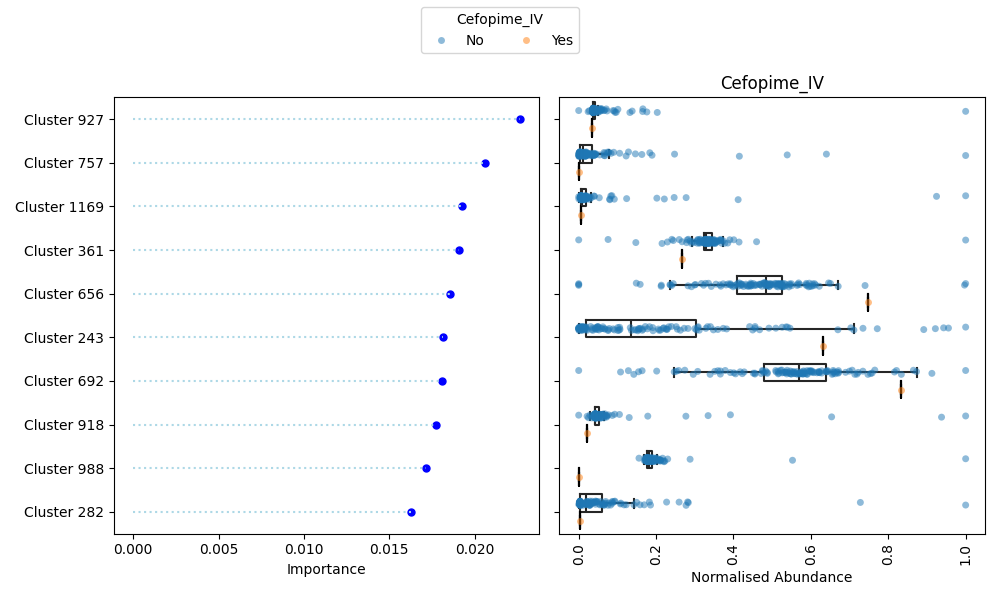 Cefopime_IV
No Yes
Cefopime_IV
Cluster 927
Cluster 757
Cluster 1169
Cluster 361
Cluster 656
Cluster 243
Cluster 692
Cluster 918
Cluster 988
Cluster 282
0.000 0.005 0.010 0.015 0.020
Importance
0.0 0.2 0.4 0.6 0.8 1.0
Normalised Abundance